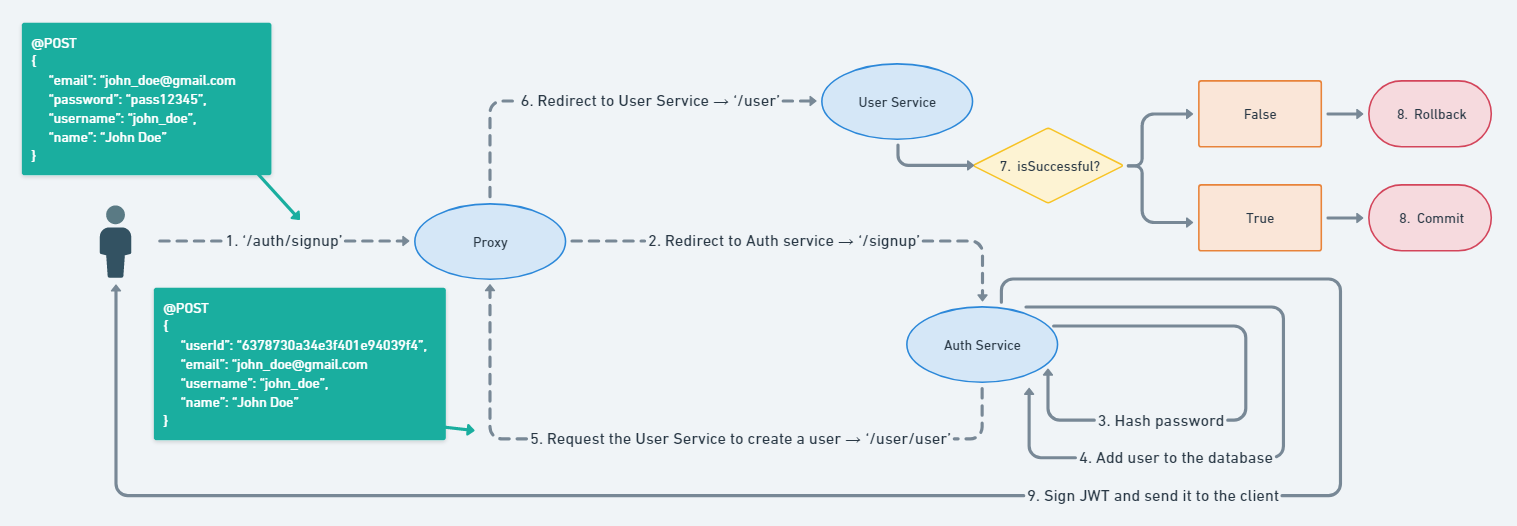 @POST
{
"email": "john_doe@gmail.com
"password": "pass12345",
"username": "john_doe",
"name": "John Doe"
}
6. Redirect to User Service → ‘/user’
User Service
7. isSuccessful?
False
8. Rollback
True
8. Commit
1. ‘/auth/signup’
Proxy
2. Redirect to Auth service → ‘/signup’
@POST
{
"userId": "6378730a34e3f401e94039f4",
"email": "john_doe@gmail.com
"username": "john_doe",
"name": "John Doe"
}
Auth Service
3. Hash password
5. Request the User Service to create a user → ‘/user/user’
4. Add user to the database
9. Sign JWT and send it to the client